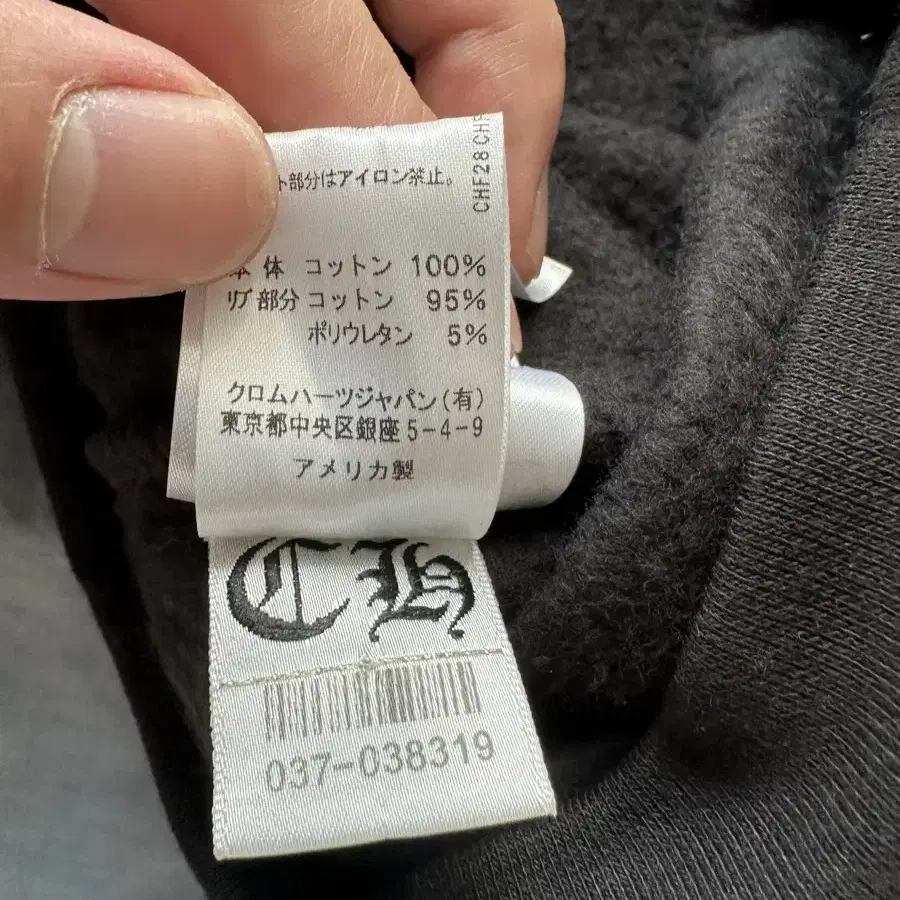 ト部分はアイロン禁止。
CHF28 CHF
本 体 コットン 100%
リブ部分 コットン 95%
ポリウレタン 5%
クロムハーツジャパン(有)
東京都中央区銀座5-4-9
アメリカ製
CH
037-038319